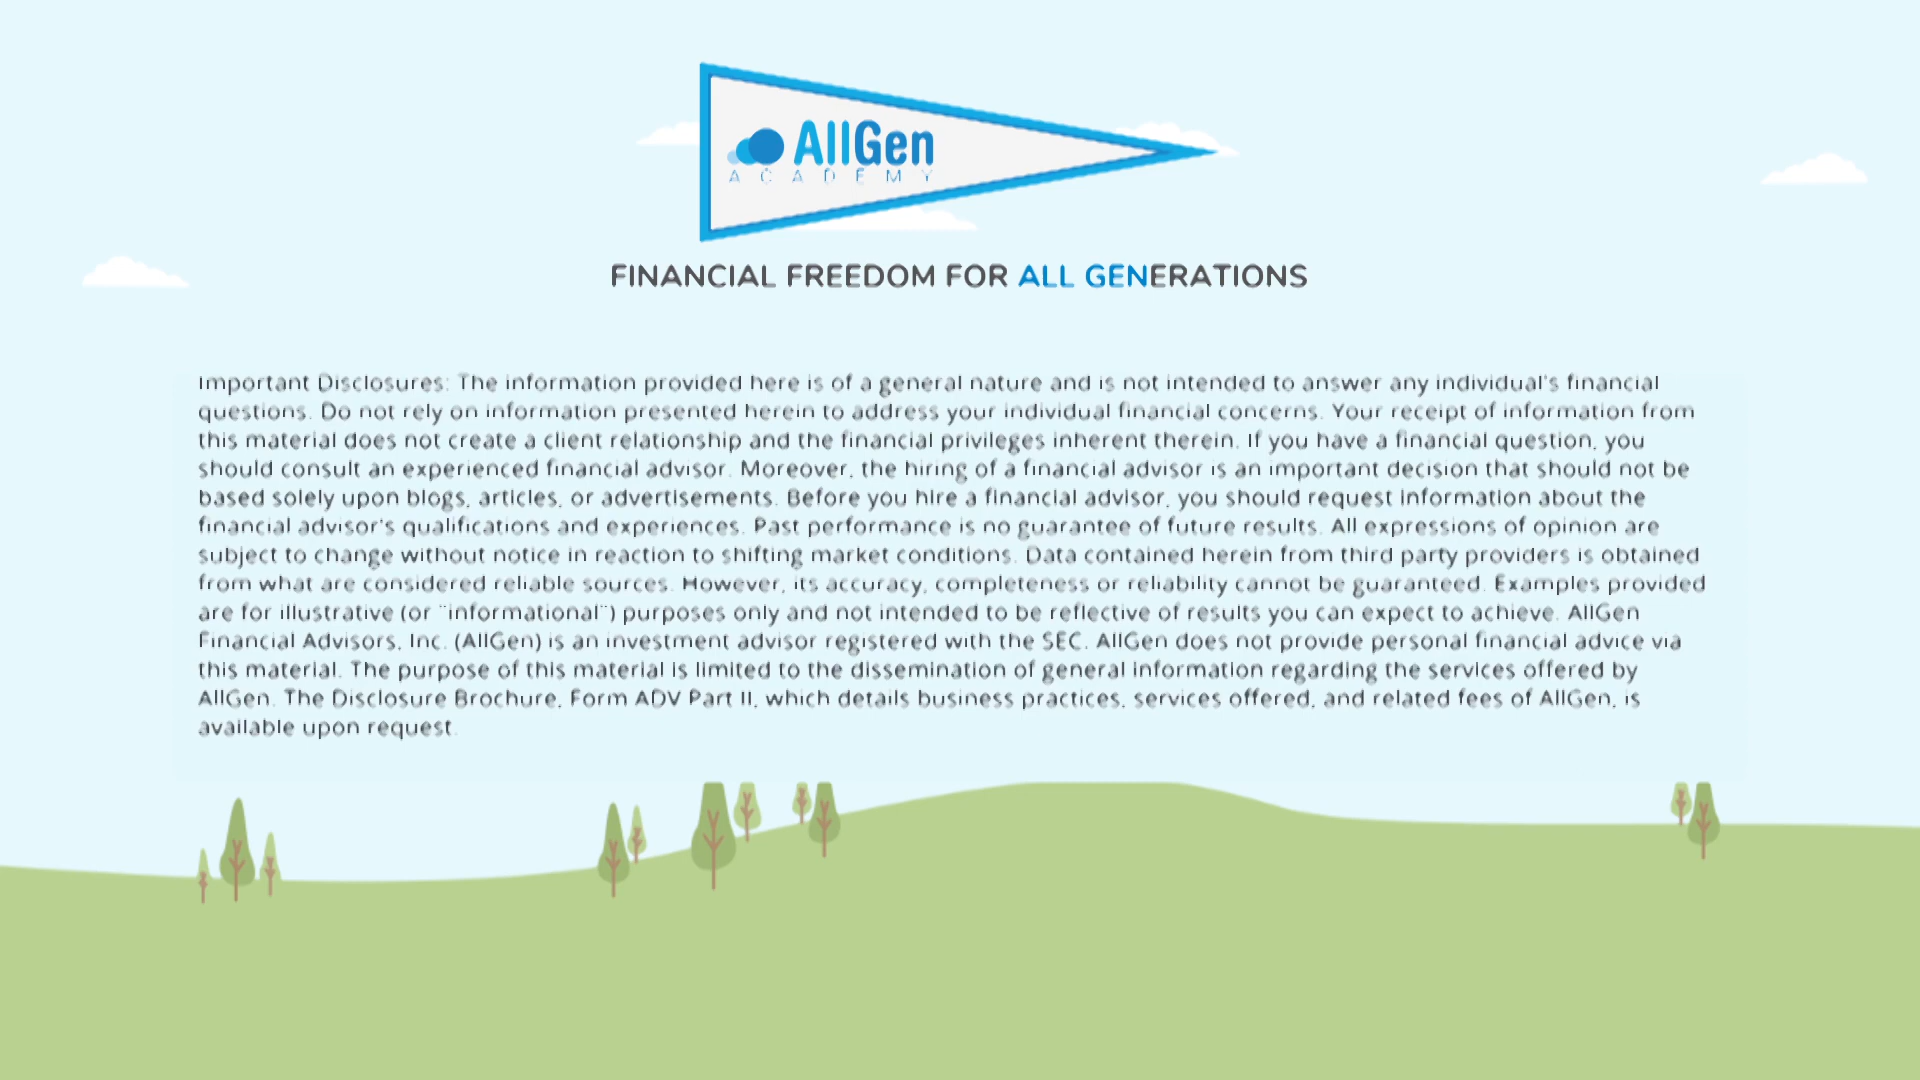 AllGen
ACADEMY
FINANCIAL FREEDOM FOR ALL GENERATIONS
Important Disclosures: The information provided here is of a general nature and is not intended to answer any individual's financial
questions. Do not rely on information presented herein to address your individual financial concerns. Your receipt of information from
this material does not create a client relationship and the financial privileges inherent therein. If you have a financial question, you
should consult an experienced financial advisor. Moreover, the hiring of a financial advisor is an important decision that should not be
based solely upon blogs, articles, or advertisements. Before you hire a financial advisor, you should request information about the
financial advisor's qualifications and experiences. Past performance is no guarantee of future results. All expressions of opinion are
subject to change without notice in reaction to shifting market conditions. Data contained herein from third party providers is obtained
from what are considered reliable sources. However, its accuracy, completeness or reliability cannot be guaranteed. Examples provided
are for illustrative (or "informational") purposes only and not intended to be reflective of results you can expect to achieve. AllGen
Financial Advisors, Inc. (AllGen) is an investment advisor registered with the SEC. AllGen does not provide personal financial advice via
this material. The purpose of this material is limited to the dissemination of general information regarding the services offered by
AllGen. The Disclosure Brochure, Form ADV Part II, which details business practices, services offered, and related fees of AllGen, is
available upon request.